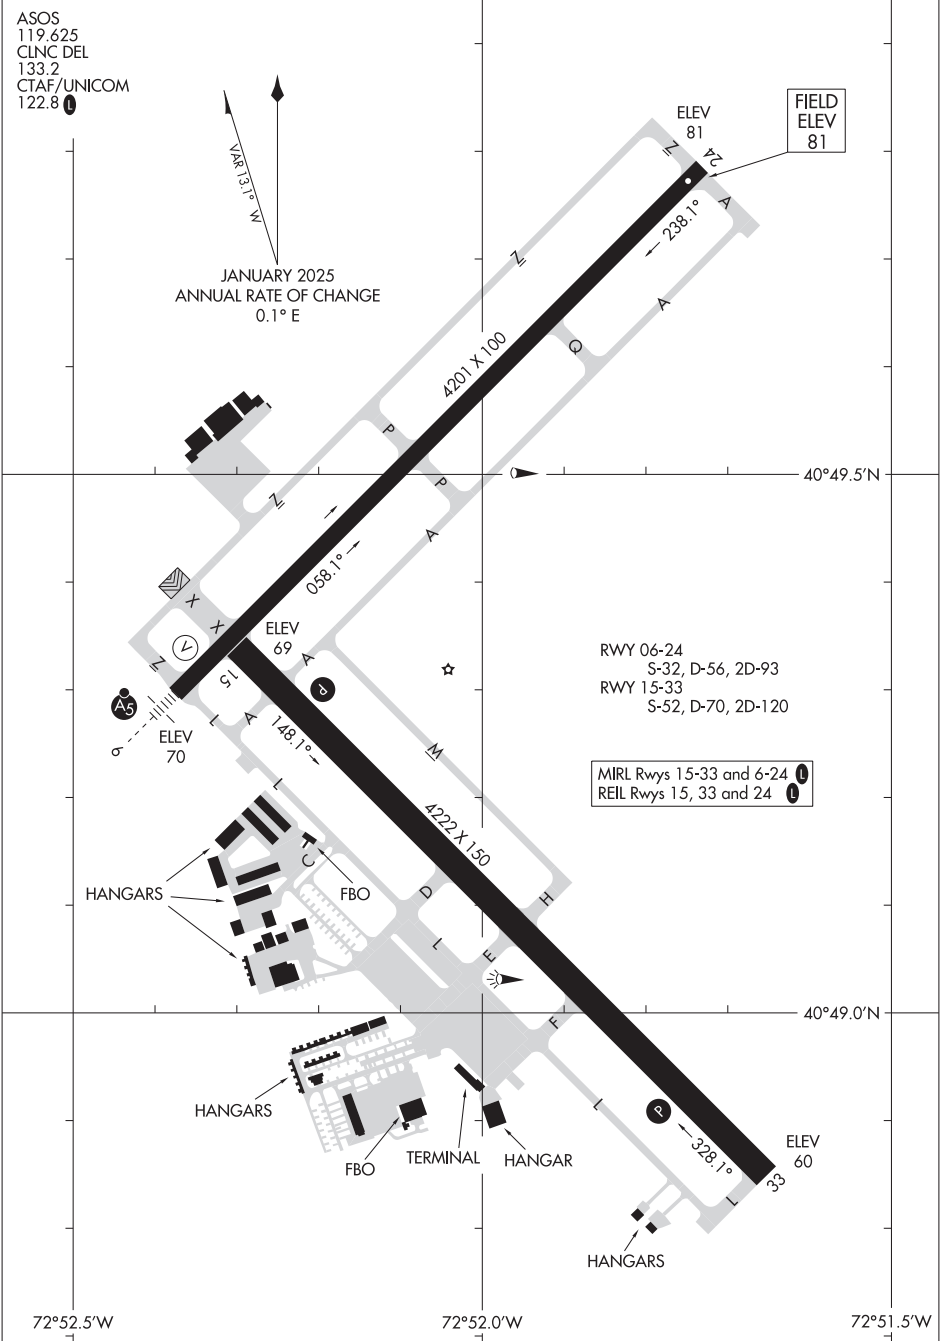 ASOS
119.625
CLNC DEL
133.2
CTAF/UNICOM
122.8 L
VAR 13.1° W
JANUARY 2025
ANNUAL RATE OF CHANGE
0.1° E
ELEV
81
FIELD
ELEV
81
Z
24
A
238.1°
Z
A
4201 X 100
Q
P
P
40°49.5'N
Z
A
058.1°
X
X
ELEV
69
V
Z
A
15
P
RWY 06-24
S-32, D-56, 2D-93
RWY 15-33
S-52, D-70, 2D-120
A5
L
A
148.1°
6
ELEV
70
W
MIRL Rwys 15-33 and 6-24 L
REIL Rwys 15, 33 and 24 L
L
4222 X 150
C
HANGARS
FBO
D
H
L
E
40°49.0'N
F
HANGARS
L
P
328.1°
ELEV
60
FBO
TERMINAL
HANGAR
33
L
HANGARS
72°52.5'W
72°52.0'W
72°51.5'W